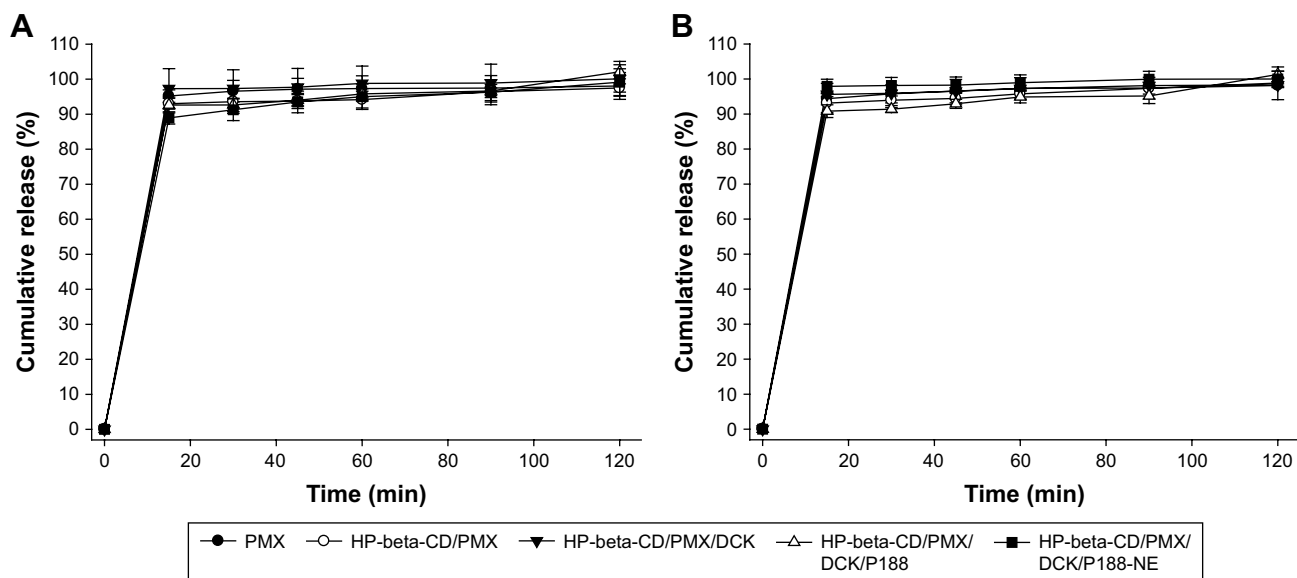 A
B
Cumulative release (%)
110
100
90
80
70
60
50
40
30
20
10
0
0 20 40 60 80 100 120
Time (min)
Cumulative release (%)
110
100
90
80
70
60
50
40
30
20
10
0
0 20 40 60 80 100 120
Time (min)
PMX
HP-beta-CD/PMX
HP-beta-CD/PMX/DCK
HP-beta-CD/PMX/
DCK/P188
HP-beta-CD/PMX/
DCK/P188-NE